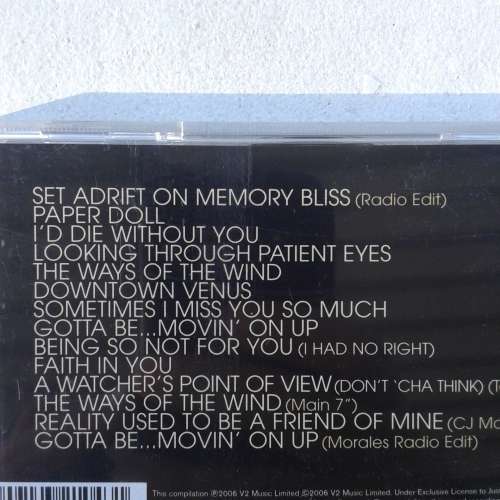 SET ADRIFT ON MEMORY BLISS (Radio Edit)
PAPER DOLL
I'D DIE WITHOUT YOU
LOOKING THROUGH PATIENT EYES
THE WAYS OF THE WIND
DOWNTOWN VENUS
SOMETIMES I MISS YOU SO MUCH
GOTTA BE...MOVIN' ON UP
BEING SO NOT FOR YOU (I HAD NO RIGHT)
FAITH IN YOU
A WATCHER'S POINT OF VIEW (DON'T 'CHA THINK)
THE WAYS OF THE WIND (Main 7")
REALITY USED TO BE A FRIEND OF MINE (CJ
GOTTA BE...MOVIN' ON UP (Morales Radio Edit)
This compilation ℗2006 V2 Music Limited ©2006 V2 Music Limited. Under Exclusive License to